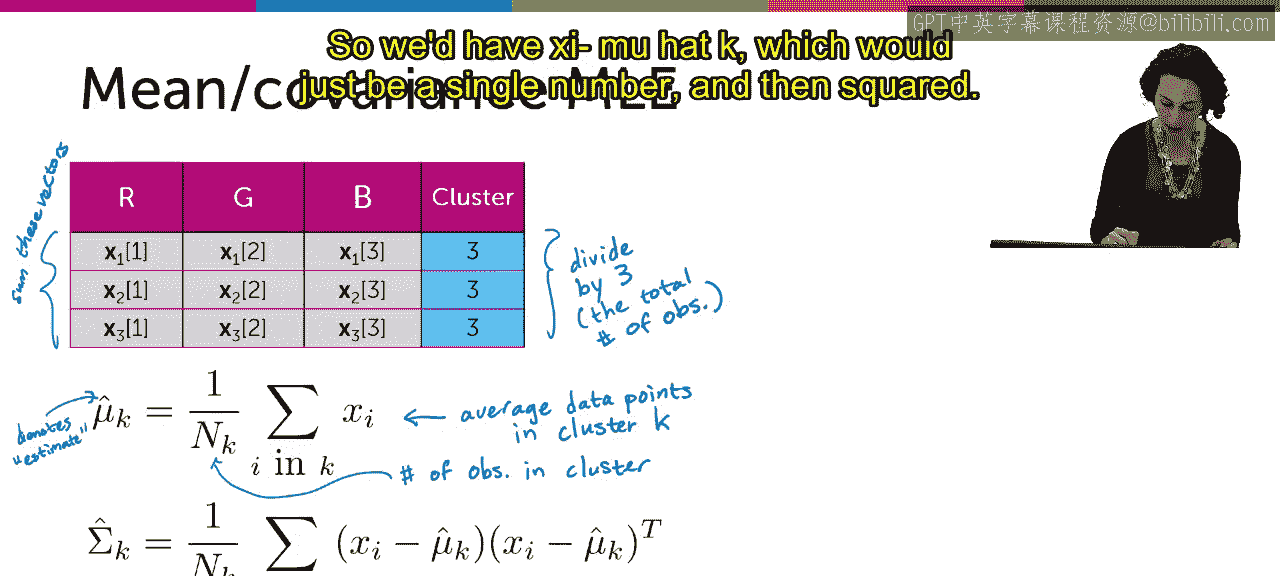 GPT中英字幕课程资源@bilibili.com
So we'd have xi- mu hat k, which would
just be a single number, and then squared.
Mean/covariance MLE
sum these vectors
R G B Cluster
x₁[1] x₁[2] x₁[3] 3
x₂[1] x₂[2] x₂[3] 3
x₃[1] x₃[2] x₃[3] 3
divide
by 3
(the total
# of obs.)
denotes
"estimate"
μ̂ₖ = 1/Nₖ ∑ xᵢ
i in k
← average data points
in cluster k
# of obs. in cluster
Σ̂ₖ = 1/Nₖ ∑ (xᵢ − μ̂ₖ)(xᵢ − μ̂ₖ)ᵀ